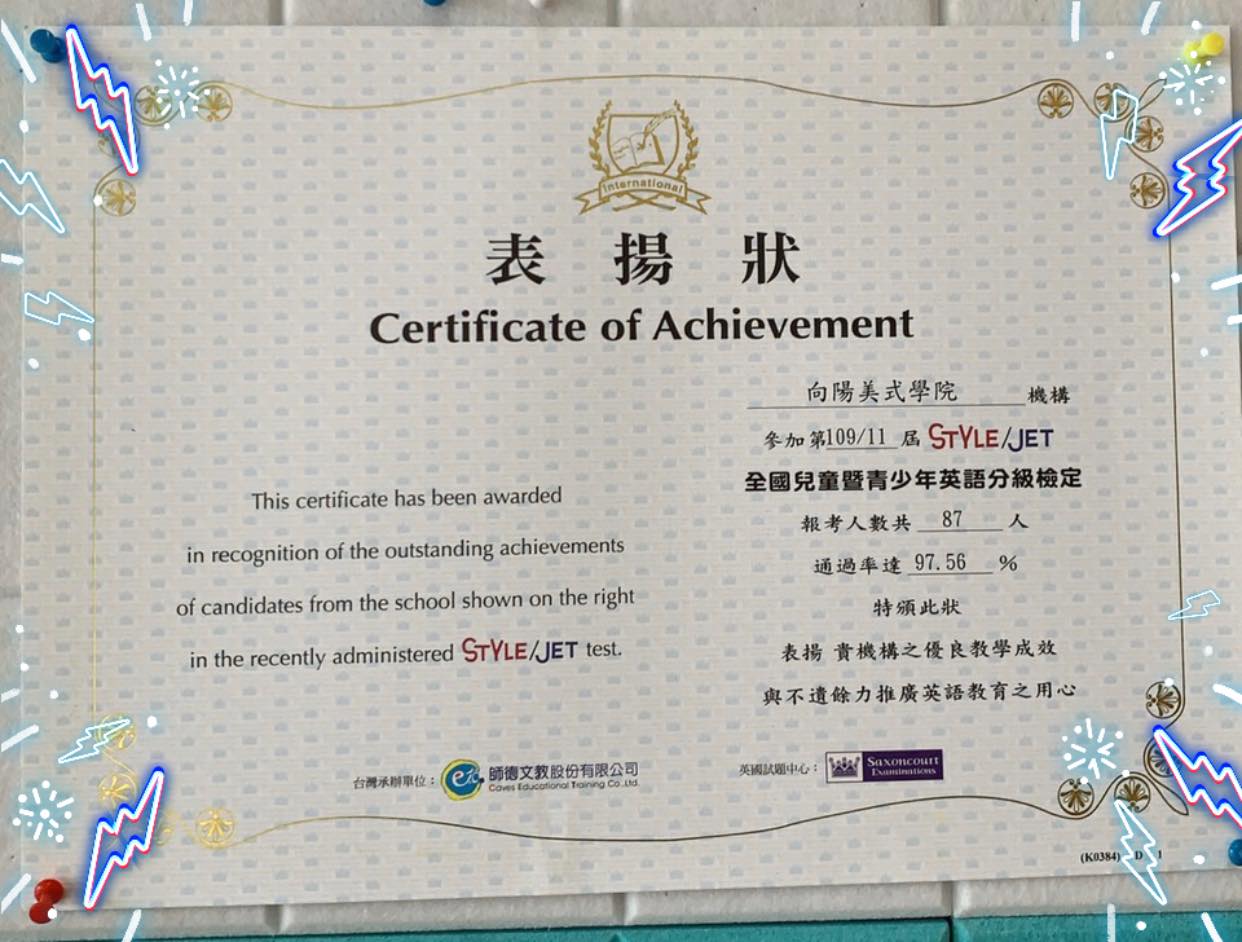 International
表揚狀
Certificate of Achievement
This certificate has been awarded
in recognition of the outstanding achievements
of candidates from the school shown on the right
in the recently administered STYLE/JET test.
向陽美式學院 機構
參加第109/11屆 STYLE/JET
全國兒童暨青少年英語分級檢定
報考人數共 87 人
通過率達 97.56 %
特頒此狀
表揚 貴機構之優良教學成效
與不遺餘力推廣英語教育之用心
台灣承辦單位：etc 師德文教股份有限公司
Caves Educational Training Co.,Ltd.
英國試題中心：Saxoncourt
Examinations
(K0384)